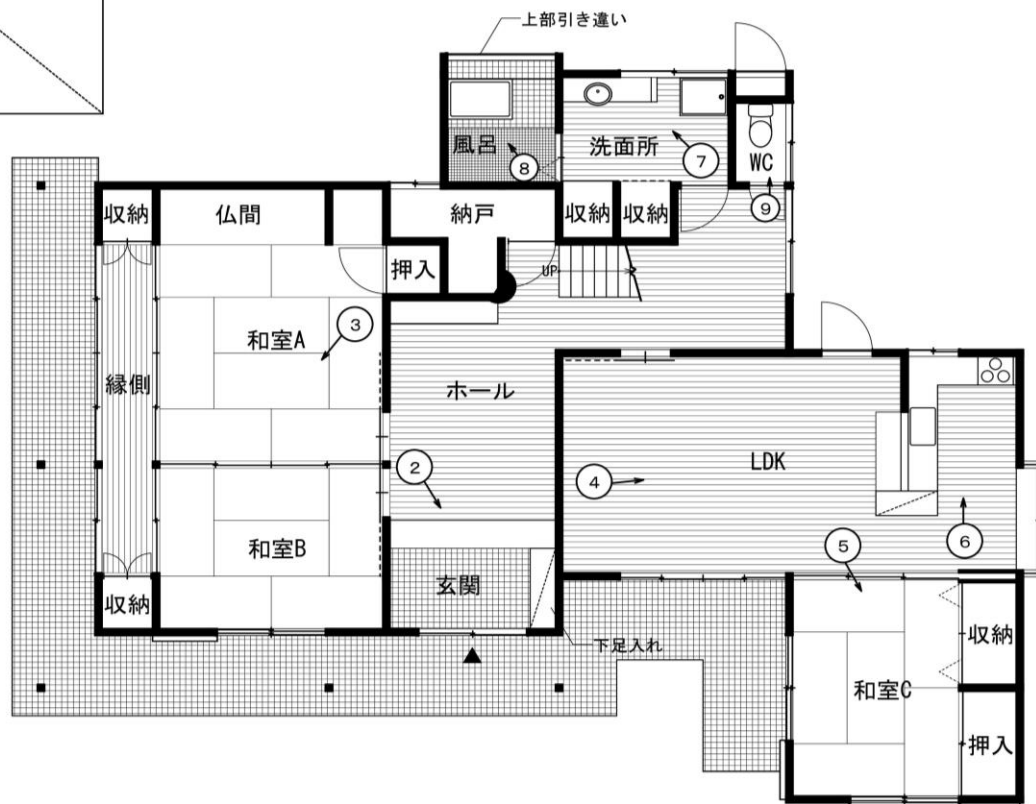 上部引き違い
風呂
⑧
洗面所
⑦
WC
⑨
収納
仏間
納戸
収納
収納
押入
UP
和室A
③
縁側
ホール
②
④
LDK
⑤
⑥
和室B
玄関
収納
下足入れ
収納
和室C
押入